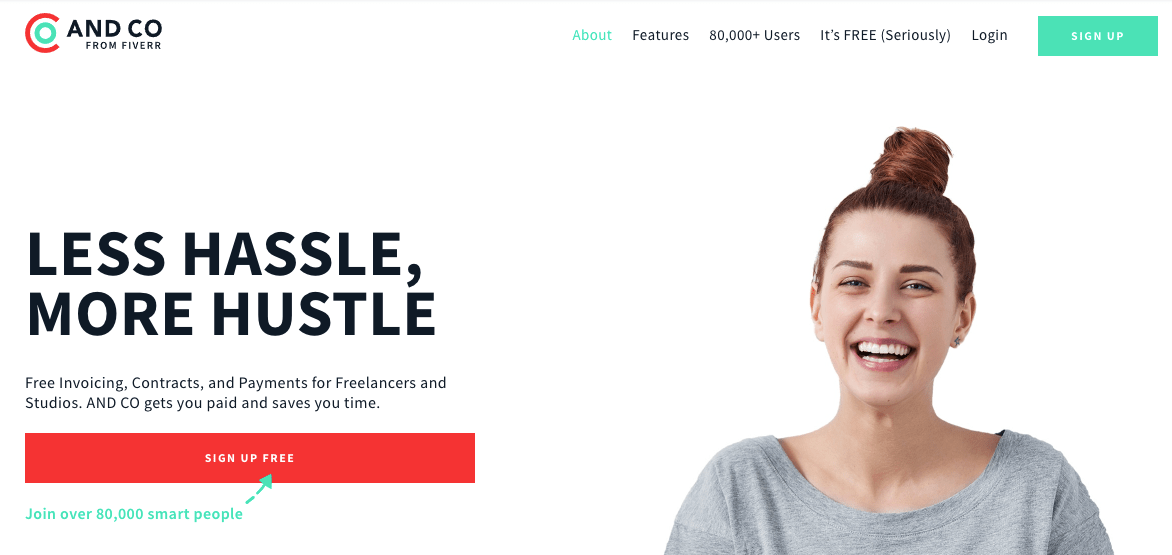 AND CO
FROM FIVERR
About Features 80,000+ Users It's FREE (Seriously) Login SIGN UP
LESS HASSLE,
MORE HUSTLE
Free Invoicing, Contracts, and Payments for Freelancers and
Studios. AND CO gets you paid and saves you time.
SIGN UP FREE
Join over 80,000 smart people